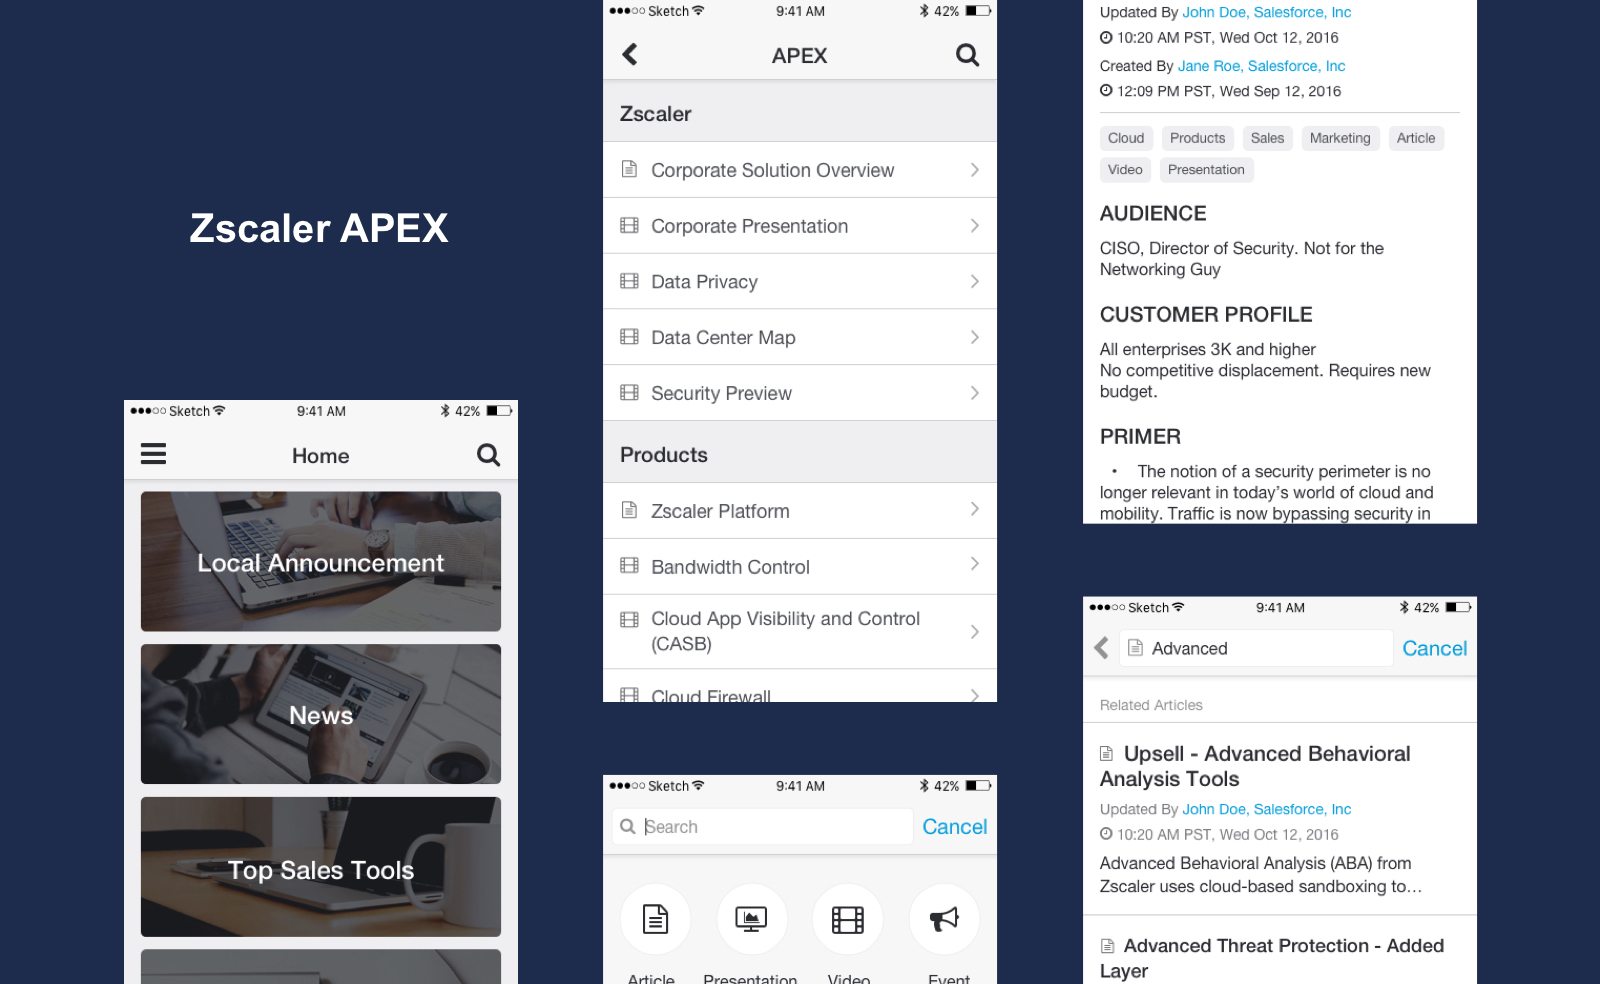 Zscaler APEX
Sketch 9:41 AM 42%
Home
Local Announcement
News
Top Sales Tools
Sketch 9:41 AM 42%
APEX
Zscaler
Corporate Solution Overview
Corporate Presentation
Data Privacy
Data Center Map
Security Preview
Products
Zscaler Platform
Bandwidth Control
Cloud App Visibility and Control
(CASB)
Cloud Firewall
Sketch 9:41 AM 42%
Search Cancel
Article Presentation Video Event
Updated By John Doe, Salesforce, Inc
10:20 AM PST, Wed Oct 12, 2016
Created By Jane Roe, Salesforce, Inc
12:09 PM PST, Wed Sep 12, 2016
Cloud Products Sales Marketing Article
Video Presentation
AUDIENCE
CISO, Director of Security. Not for the
Networking Guy
CUSTOMER PROFILE
All enterprises 3K and higher
No competitive displacement. Requires new
budget.
PRIMER
• The notion of a security perimeter is no
longer relevant in today's world of cloud and
mobility. Traffic is now bypassing security in
Sketch 9:41 AM 42%
Advanced Cancel
Related Articles
Upsell - Advanced Behavioral
Analysis Tools
Updated By John Doe, Salesforce, Inc
10:20 AM PST, Wed Oct 12, 2016
Advanced Behavioral Analysis (ABA) from
Zscaler uses cloud-based sandboxing to...
Advanced Threat Protection - Added
Layer